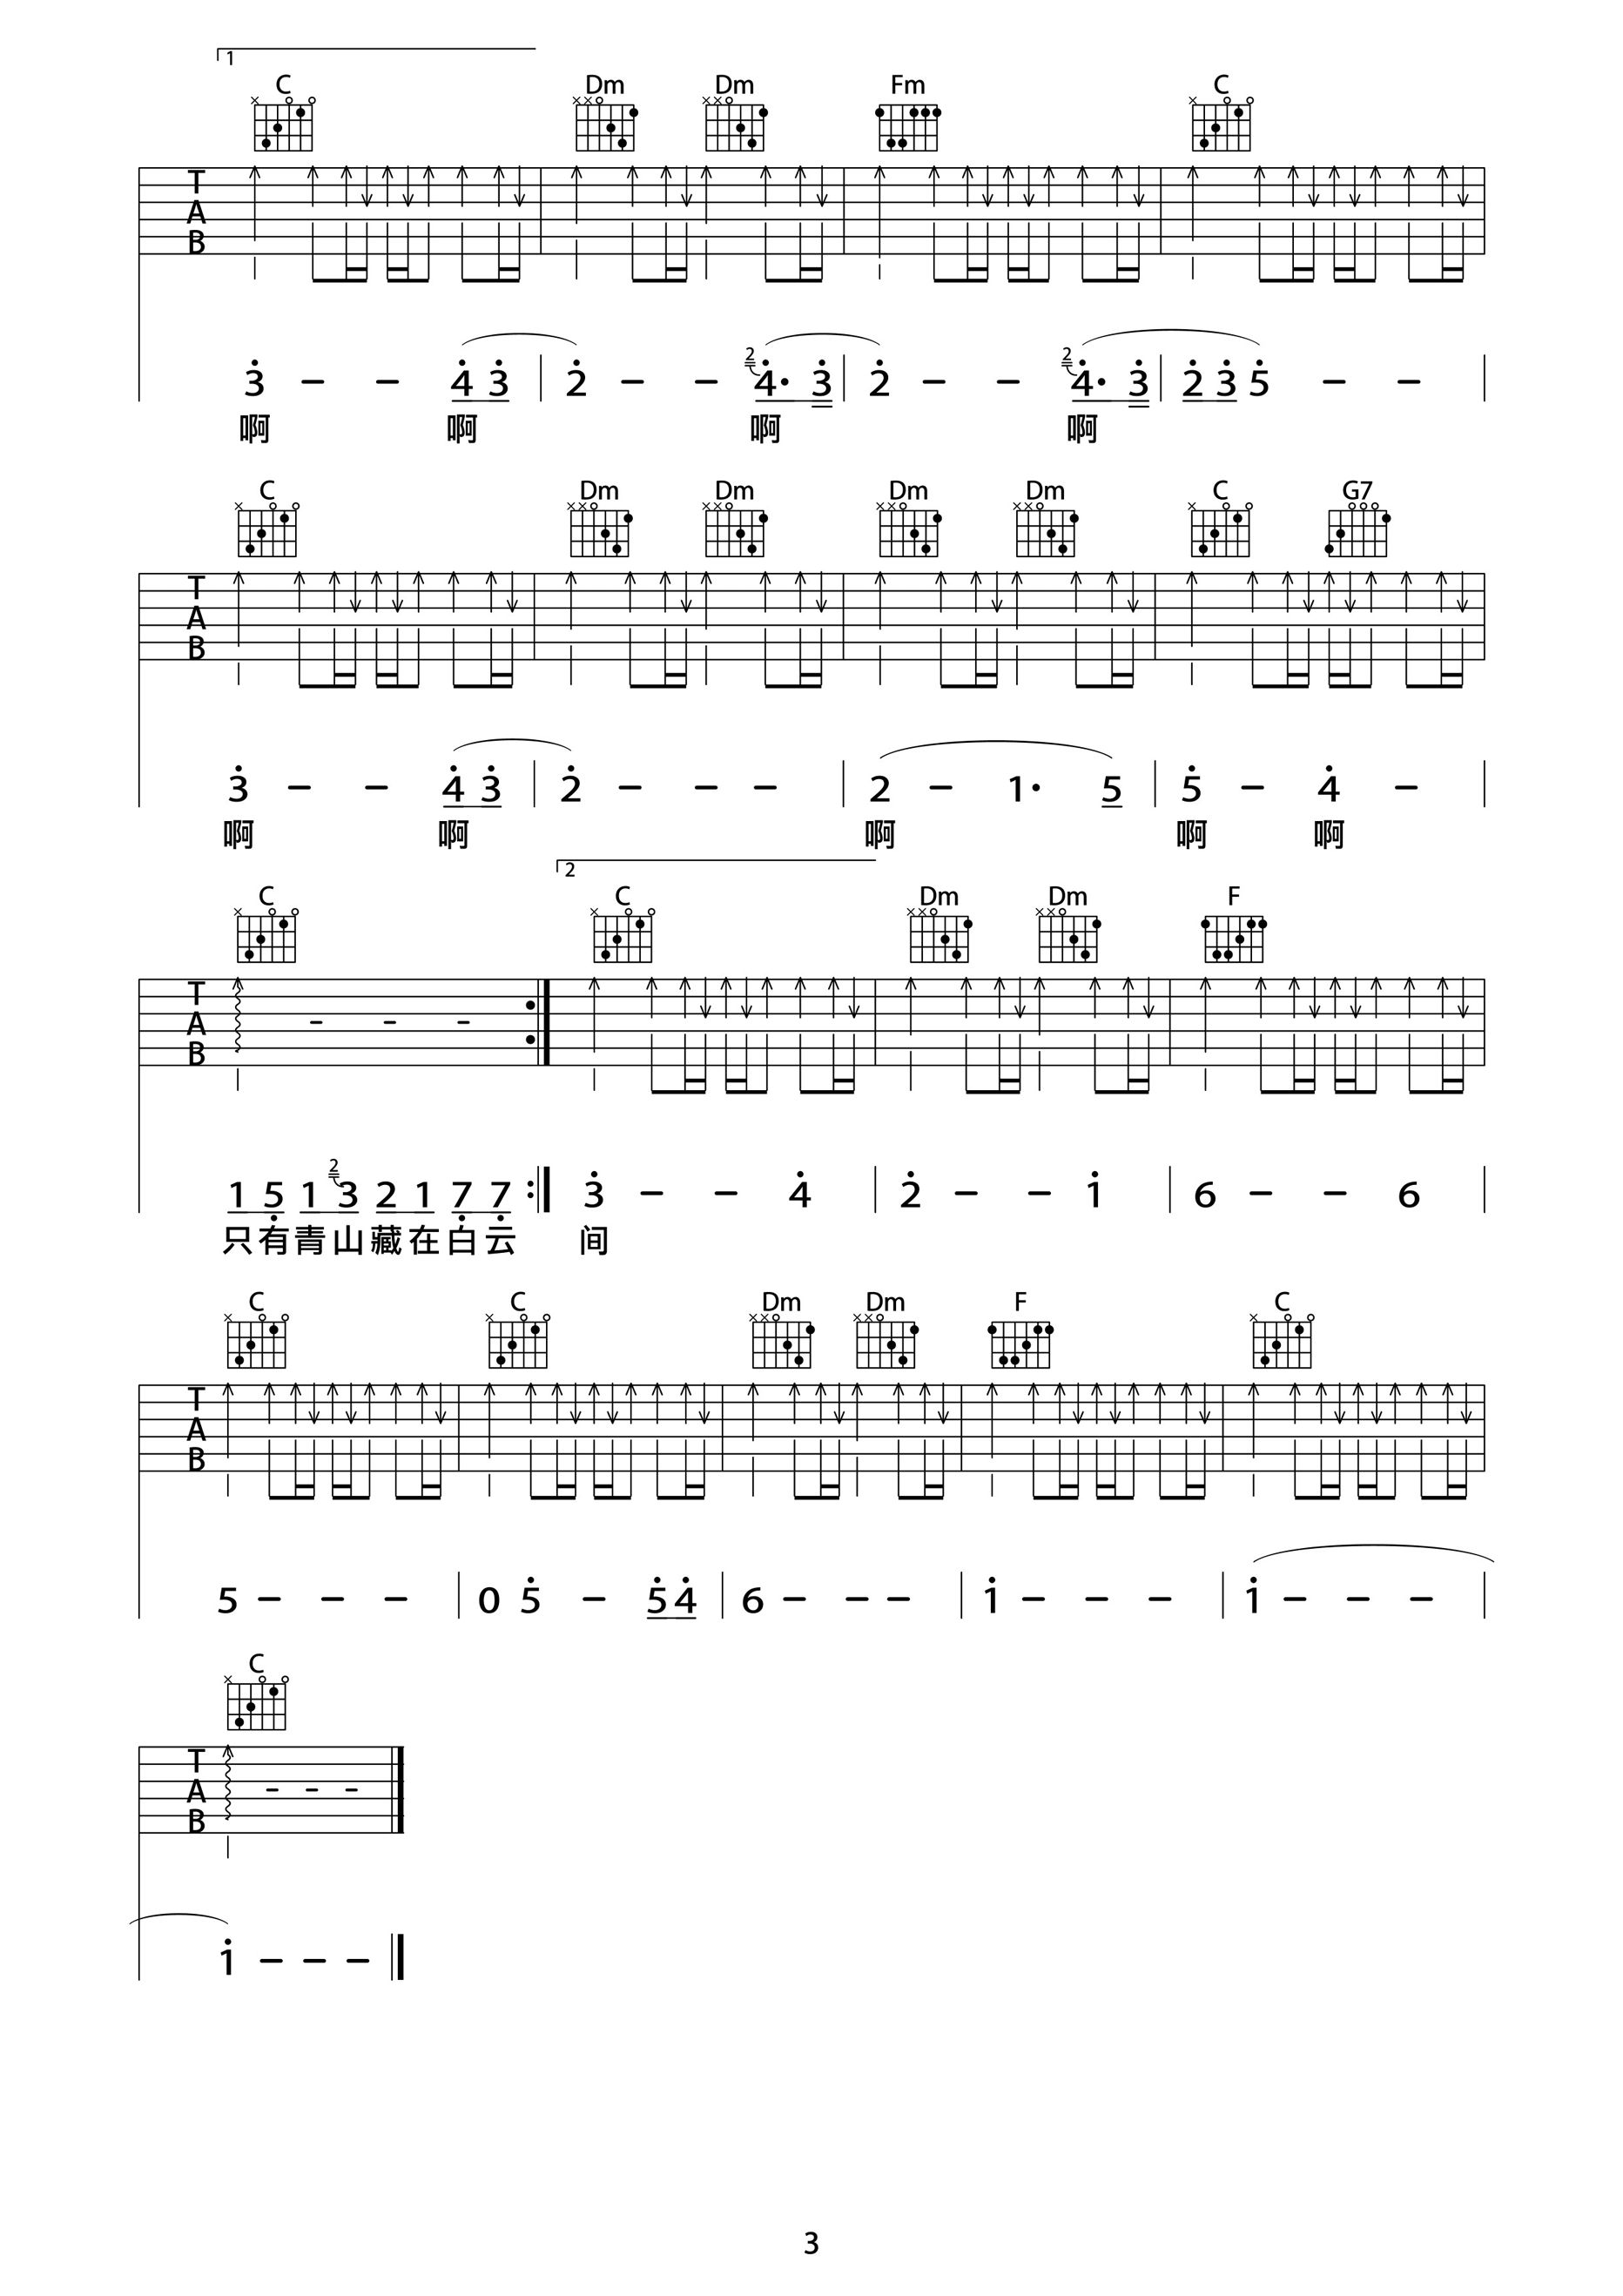 1
C Dm Dm Fm C
T
A
B
3 – – 4 3 2 – – 2 4· 3 2 – – 2 4· 3 2 3 5 – –
啊 啊 啊 啊
C Dm Dm Dm Dm C G7
T
A
B
3 – – 4 3 2 – – – 2 – 1· 5 5 – 4 –
啊 啊 啊 啊 啊
2
C C Dm Dm F
T
A
B
– – –
1 5 1 2 3 2 1 7 7 3 – – 4 2 – – 1 6 – – 6
只有青山藏在白云 间
C C Dm Dm F C
T
A
B
5 – – – 0 5 – 5 4 6 – – – 1 – – – 1 – – –
C
T
A
B
– – –
1 – – –
3